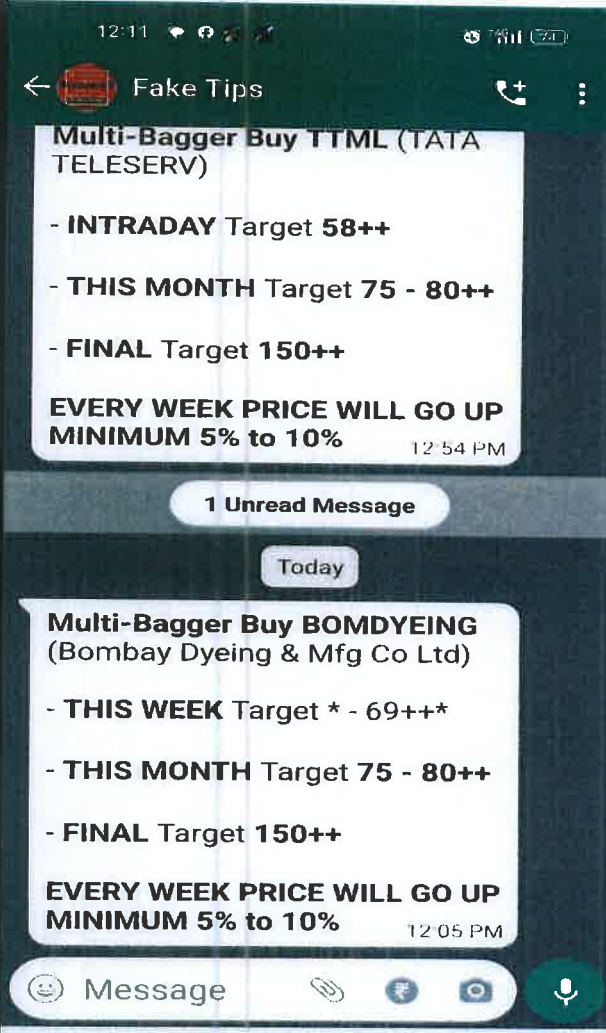 12:11
Fake Tips
Multi-Bagger Buy TTML (TATA
TELESERV)
- INTRADAY Target 58++
- THIS MONTH Target 75 - 80++
- FINAL Target 150++
EVERY WEEK PRICE WILL GO UP
MINIMUM 5% to 10%
12:54 PM
1 Unread Message
Today
Multi-Bagger Buy BOMDYEING
(Bombay Dyeing & Mfg Co Ltd)
- THIS WEEK Target * - 69++*
- THIS MONTH Target 75 - 80++
- FINAL Target 150++
EVERY WEEK PRICE WILL GO UP
MINIMUM 5% to 10%
12:05 PM
Message